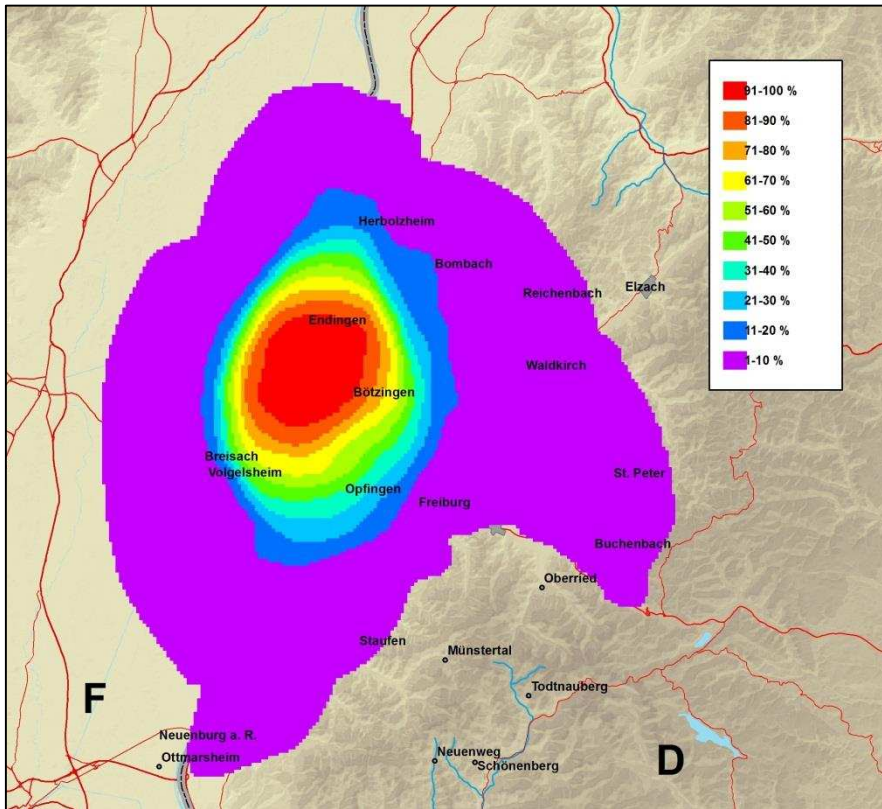 91-100 %
81-90 %
71-80 %
61-70 %
51-60 %
41-50 %
31-40 %
21-30 %
11-20 %
1-10 %
Herbolzheim
Bombach
Reichenbach
Elzach
Endingen
Waldkirch
Bötzingen
Breisach
Volgelsheim
St. Peter
Opfingen
Freiburg
Buchenbach
Oberried
Staufen
Münstertal
Todtnauberg
F
Neuenburg a. R.
Ottmarsheim
Neuenweg
Schönenberg
D